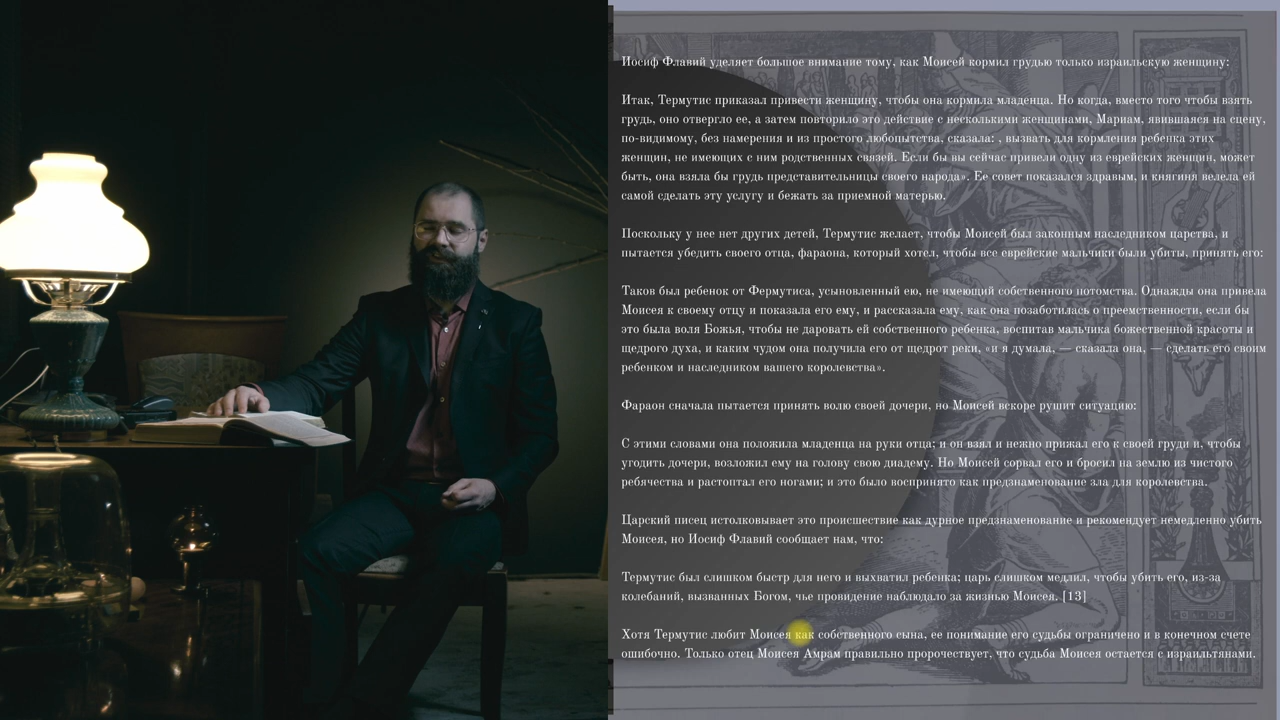 Иосиф Флавий уделяет большое внимание тому, как Моисей кормил грудью только израильскую женщину:
Итак, Термутис приказал привести женщину, чтобы она кормила младенца. Но когда, вместо того чтобы взять
грудь, оно отвергло ее, а затем повторило это действие с несколькими женщинами, Мариам, явившаяся на сцену,
по-видимому, без намерения и из простого любопытства, сказала: , вызвать для кормления ребенка этих
женщин, не имеющих с ним родственных связей. Если бы вы сейчас привели одну из еврейских женщин, может
быть, она взяла бы грудь представительницы своего народа». Ее совет показался здравым, и княгиня велела ей
самой сделать эту услугу и бежать за приемной матерью.
Поскольку у нее нет других детей, Термутис желает, чтобы Моисей был законным наследником царства, и
пытается убедить своего отца, фараона, который хотел, чтобы все еврейские мальчики были убиты, принять его:
Таков был ребенок от Фермутиса, усыновленный ею, не имеющий собственного потомства. Однажды она привела
Моисея к своему отцу и показала его ему, и рассказала ему, как она позаботилась о преемственности, если бы
это была воля Божья, чтобы не даровать ей собственного ребенка, воспитав мальчика божественной красоты и
щедрого духа, и каким чудом она получила его от щедрот реки, «и я думала, — сказала она, — сделать его своим
ребенком и наследником вашего королевства».
Фараон сначала пытается принять волю своей дочери, но Моисей вскоре рушит ситуацию:
С этими словами она положила младенца на руки отца; и он взял и нежно прижал его к своей груди и, чтобы
угодить дочери, возложил ему на голову свою диадему. Но Моисей сорвал его и бросил на землю из чистого
ребячества и растоптал его ногами; и это было воспринято как предзнаменование зла для королевства.
Царский писец истолковывает это происшествие как дурное предзнаменование и рекомендует немедленно убить
Моисея, но Иосиф Флавий сообщает нам, что:
Термутис был слишком быстр для него и выхватил ребенка; царь слишком медлил, чтобы убить его, из-за
колебаний, вызванных Богом, чье провидение наблюдало за жизнью Моисея. [13]
Хотя Термутис любит Моисея как собственного сына, ее понимание его судьбы ограничено и в конечном счете
ошибочно. Только отец Моисея Амрам правильно пророчествует, что судьба Моисея остается с израильтянами.